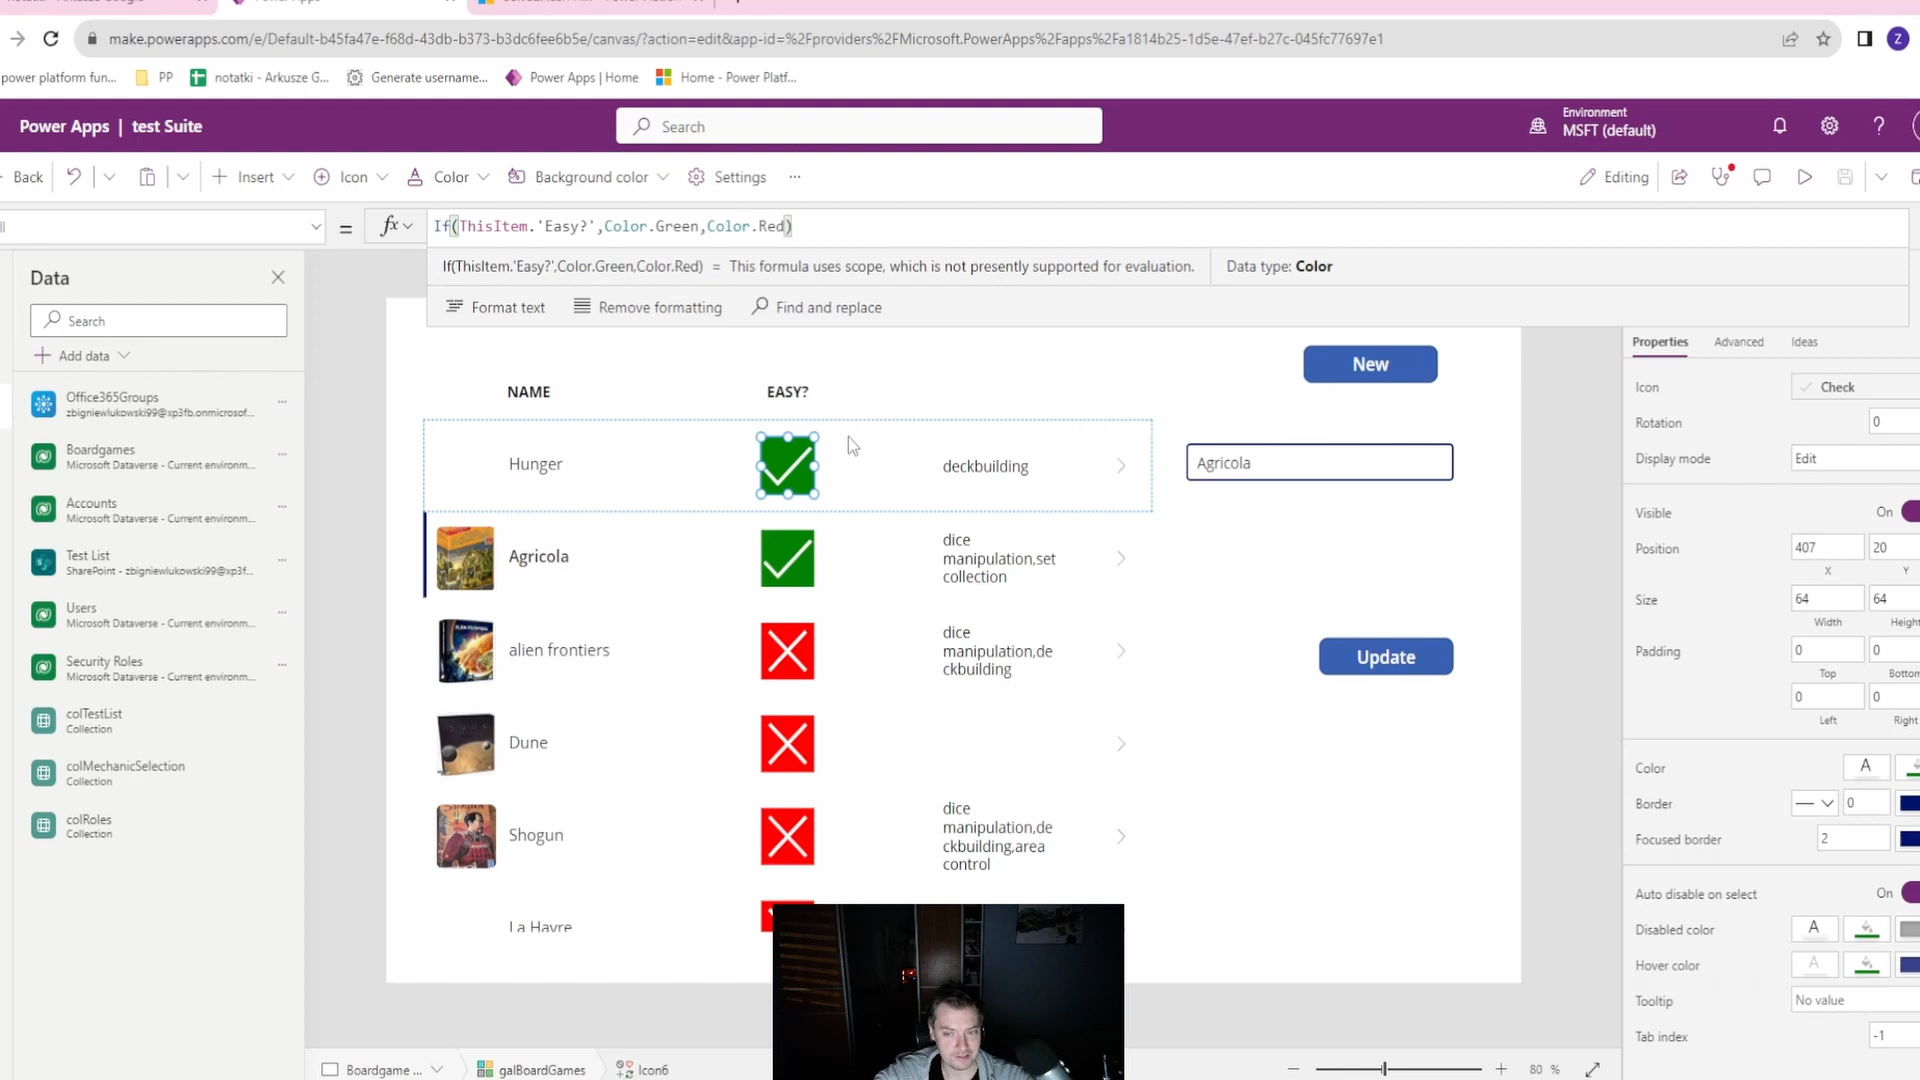 make.powerapps.com/e/Default-b45fa47e-f68d-43db-b373-b3dc6fee6b5e/canvas/?action=edit&app-id=%2Fproviders%2FMicrosoft.PowerApps%2Fapps%2Fa1814b25-1d5e-47ef-b27c-045fc77697e1
Z
power platform fun... PP notatki - Arkusze G... Generate username... Power Apps | Home Home - Power Platf...
Power Apps | test Suite
Search
Environment
MSFT (default)
Back Insert Icon Color Background color Settings ... Editing
= fx If(ThisItem.'Easy?',Color.Green,Color.Red)
If(ThisItem.'Easy?',Color.Green,Color.Red) = This formula uses scope, which is not presently supported for evaluation. Data type: Color
Format text Remove formatting Find and replace
Data
Search
Add data
Office365Groups
zbigniewlukowski99@xp3fb.onmicrosof...
Boardgames
Microsoft Dataverse - Current environm...
Accounts
Microsoft Dataverse - Current environm...
Test List
SharePoint - zbigniewlukowski99@xp3f...
Users
Microsoft Dataverse - Current environm...
Security Roles
Microsoft Dataverse - Current environm...
colTestList
Collection
colMechanicSelection
Collection
colRoles
Collection
New
NAME EASY?
Hunger deckbuilding
Agricola
Agricola
dice
manipulation,set
collection
alien frontiers
dice
manipulation,de
ckbuilding
Update
Dune
Shogun
dice
manipulation,de
ckbuilding,area
control
La Havre
Properties Advanced Ideas
Icon Check
Rotation 0
Display mode Edit
Visible On
Position 407 20
X Y
Size 64 64
Width Height
Padding 0 0
Top Bottom
0 0
Left Right
Color A
Border 0
Focused border 2
Auto disable on select On
Disabled color A
Hover color A
Tooltip No value
Tab index -1
Boardgame ... galBoardGames Icon6
80 %